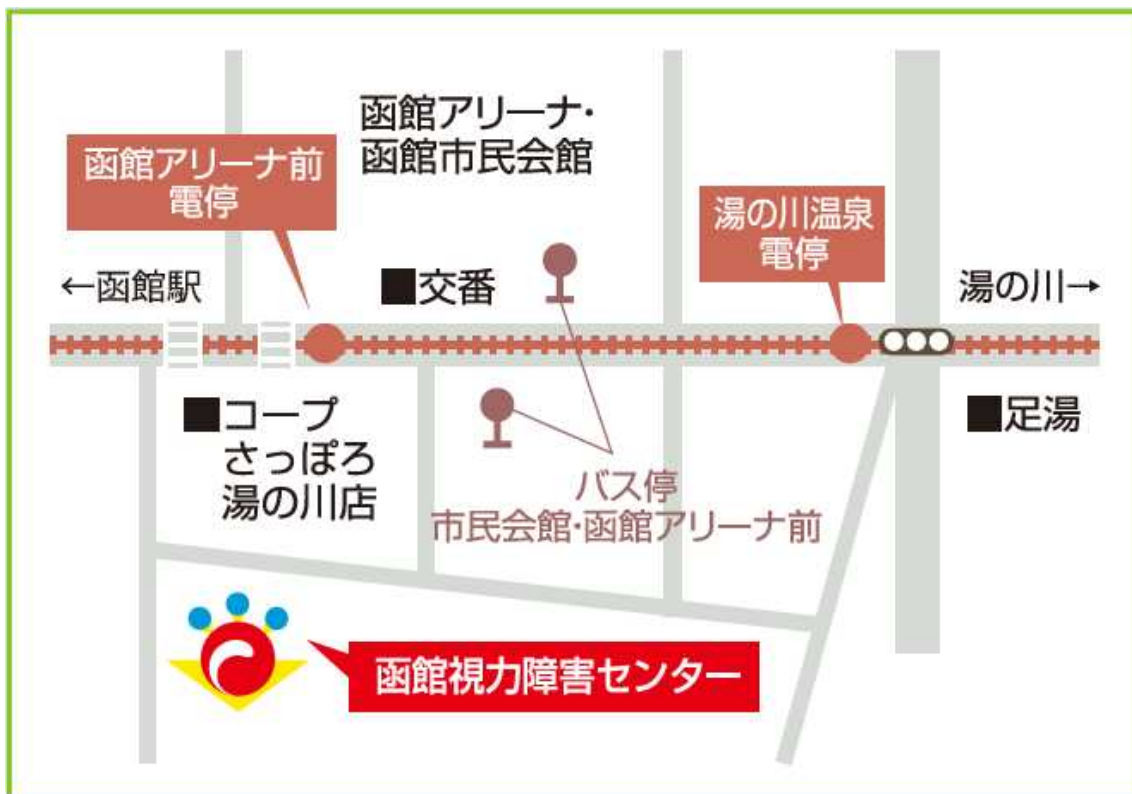 函館アリーナ・
函館市民会館
函館アリーナ前
電停
湯の川温泉
電停
←函館駅
■交番
湯の川→
■コープ
さっぽろ
湯の川店
■足湯
バス停
市民会館・函館アリーナ前
函館視力障害センター